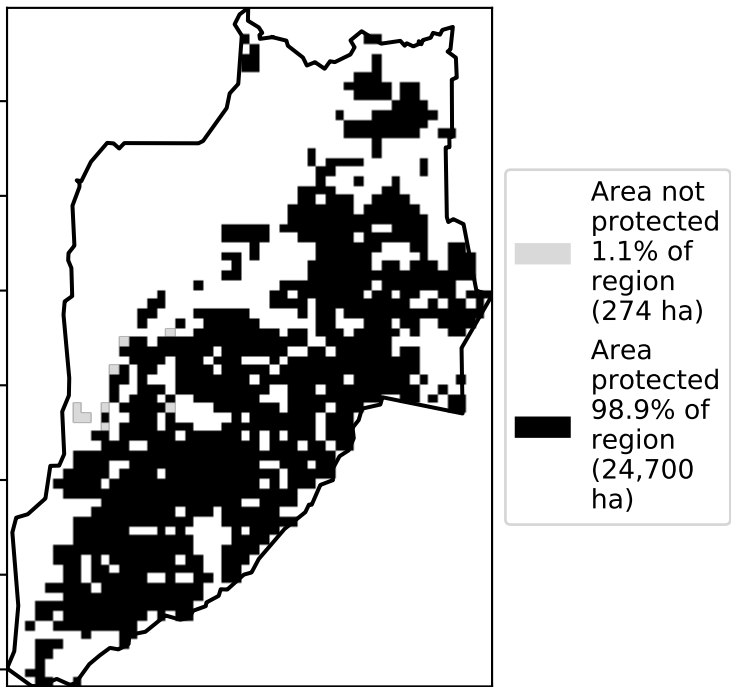 Area not
protected
1.1% of
region
(274 ha)
Area
protected
98.9% of
region
(24,700
ha)